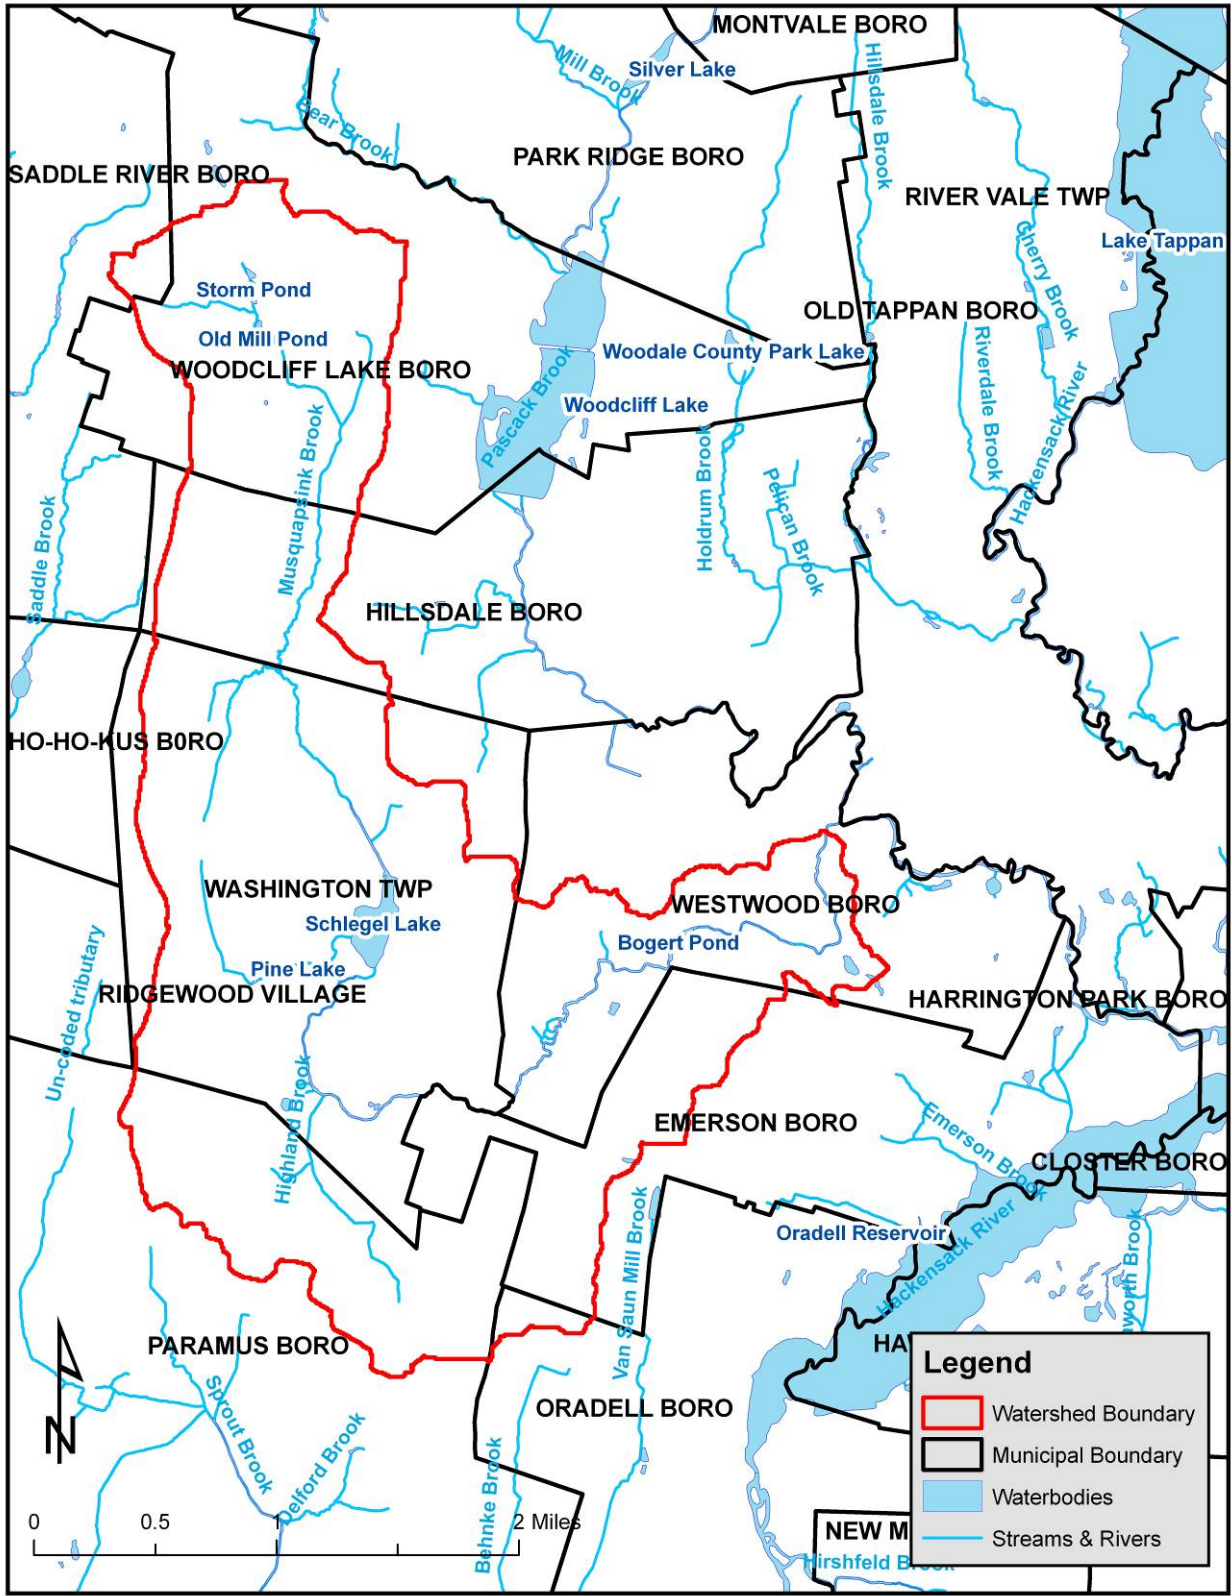 MONTVALE BORO
Mill Brook
Silver Lake
Hillsdale Brook
Bear Brook
PARK RIDGE BORO
SADDLE RIVER BORO
RIVER VALE TWP
Cherry Brook
Lake Tappan
Storm Pond
OLD TAPPAN BORO
Old Mill Pond
Woodale County Park Lake
WOODCLIFF LAKE BORO
Riverdale Brook
Pascack Brook
Woodcliff Lake
Hackensack River
Musquapsink Brook
Holdrum Brook
Pelican Brook
Saddle Brook
HILLSDALE BORO
HO-HO-KUS B0RO
WASHINGTON TWP
WESTWOOD BORO
Schlegel Lake
Bogert Pond
Pine Lake
RIDGEWOOD VILLAGE
HARRINGTON PARK BORO
Un-coded tributary
Highland Brook
EMERSON BORO
Emerson Brook
CLOSTER BORO
Van Saun Mill Brook
Oradell Reservoir
Hackensack River
worth Brook
PARAMUS BORO
HA
Sprout Brook
ORADELL BORO
Delford Brook
Behnke Brook
N
0 0.5 1 2 Miles
NEW M
Hirshfeld Brook
Legend
Watershed Boundary
Municipal Boundary
Waterbodies
Streams & Rivers